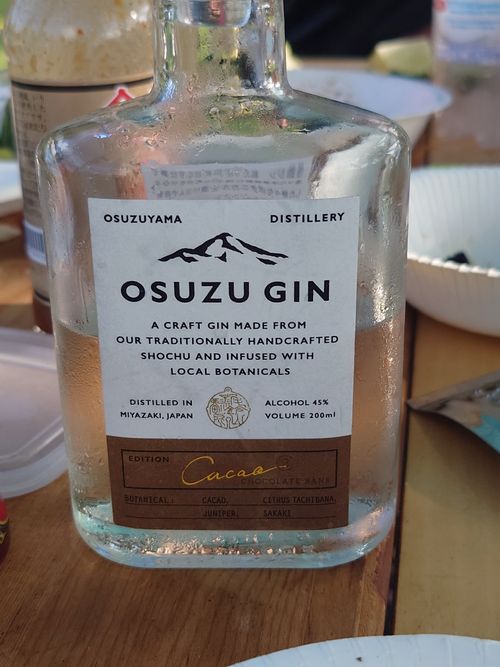 OSUZUYAMA DISTILLERY
OSUZU GIN
A CRAFT GIN MADE FROM
OUR TRADITIONALLY HANDCRAFTED
SHOCHU AND INFUSED WITH
LOCAL BOTANICALS
DISTILLED IN
MIYAZAKI, JAPAN
ALCOHOL 45%
VOLUME 200ml
EDITION
Cacao
CHOCOLATE BANK
BOTANICAL: CACAO, CITRUS TACHIBANA,
JUNIPER, SAKAKI